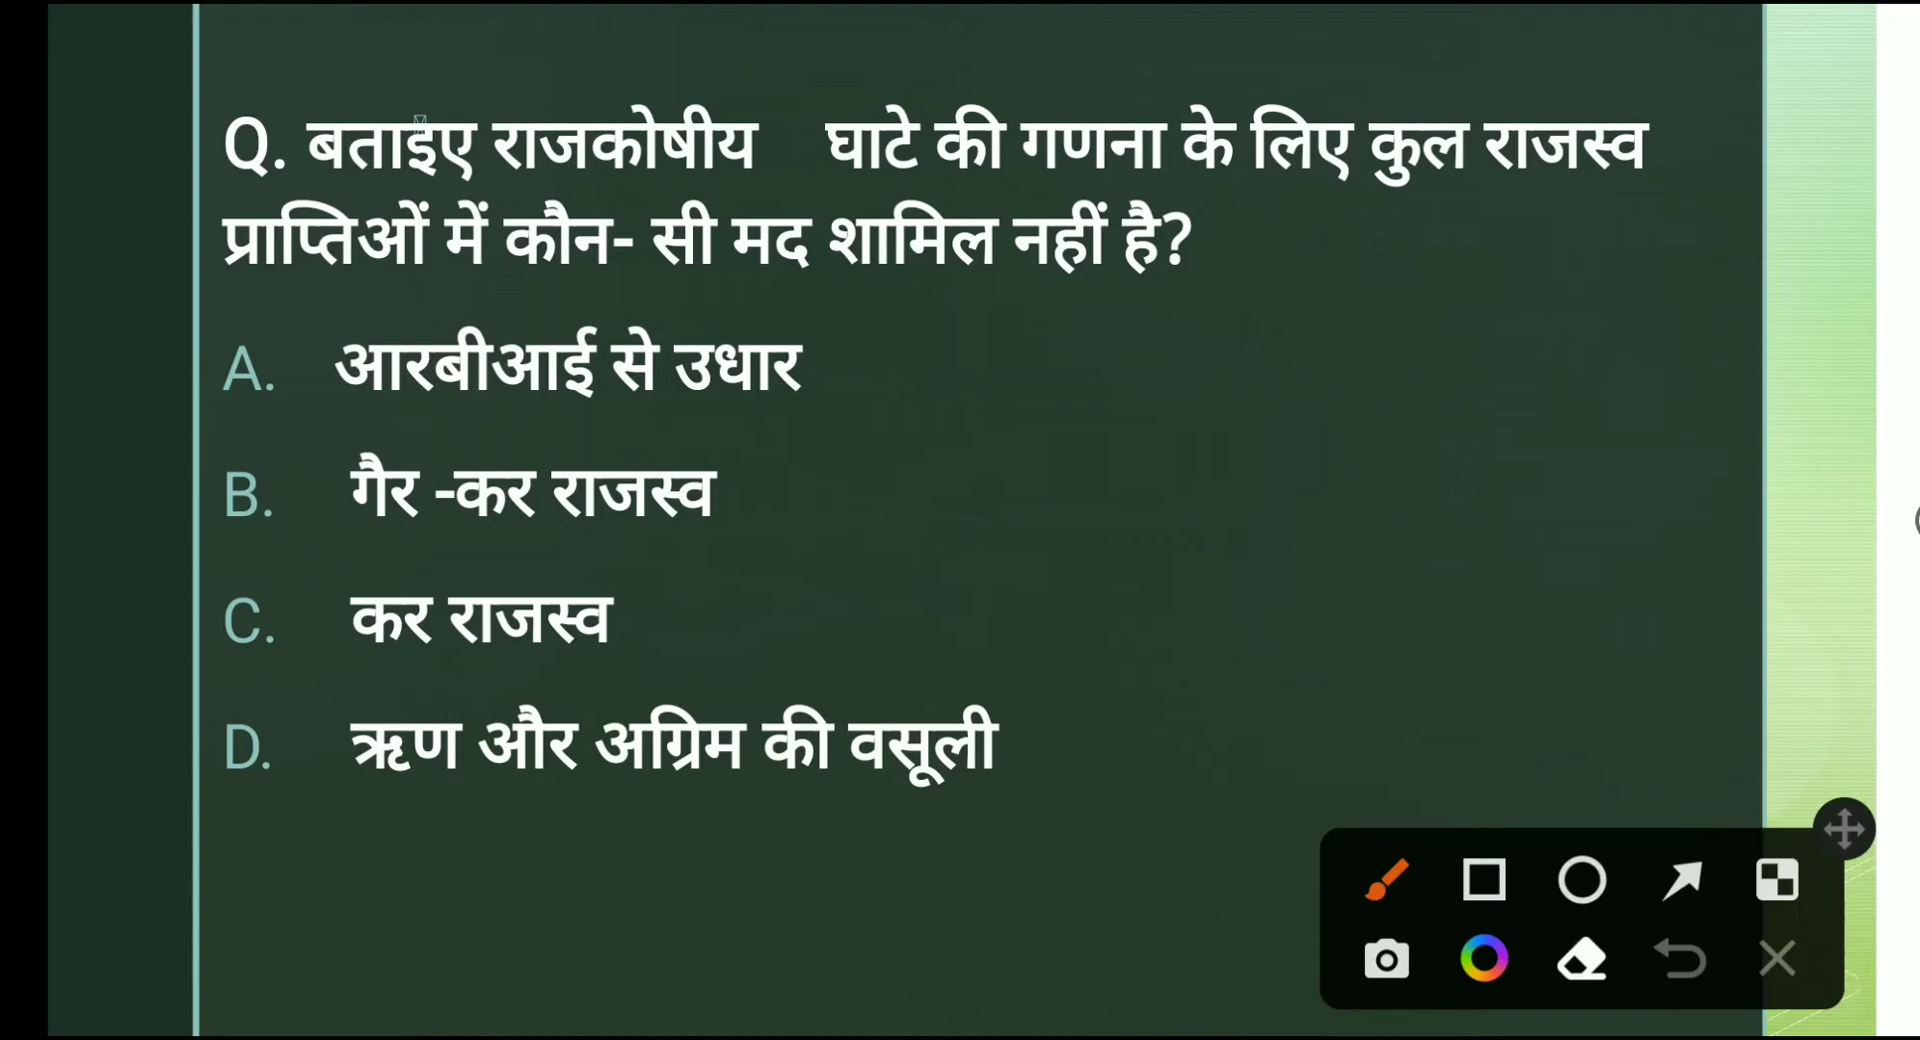 Q. बताइए राजकोषीय घाटे की गणना के लिए कुल राजस्व
प्राप्तिओं में कौन- सी मद शामिल नहीं है?
A. आरबीआई से उधार
B. गैर -कर राजस्व
C. कर राजस्व
D. ऋण और अग्रिम की वसूली